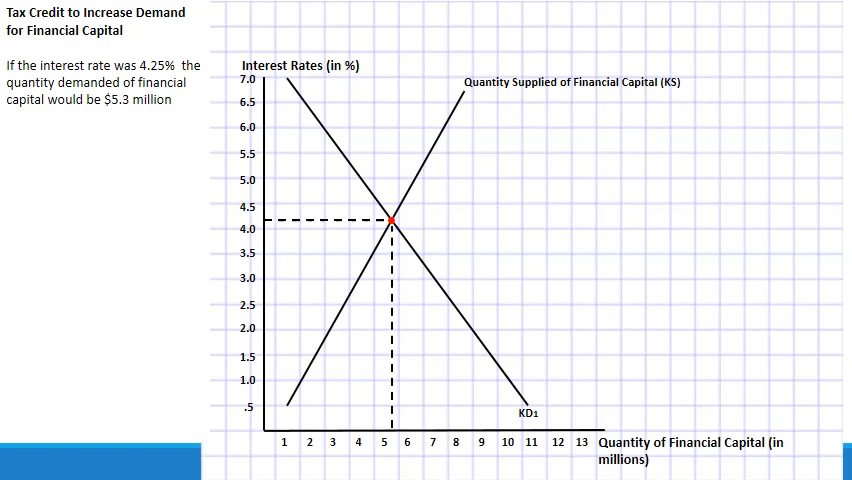 Tax Credit to Increase Demand
for Financial Capital
If the interest rate was 4.25% the
quantity demanded of financial
capital would be $5.3 million
Interest Rates (in %)
Quantity Supplied of Financial Capital (KS)
7.0
6.5
6.0
5.5
5.0
4.5
4.0
3.5
3.0
2.5
2.0
1.5
1.0
.5
KD1
1 2 3 4 5 6 7 8 9 10 11 12 13
Quantity of Financial Capital (in
millions)